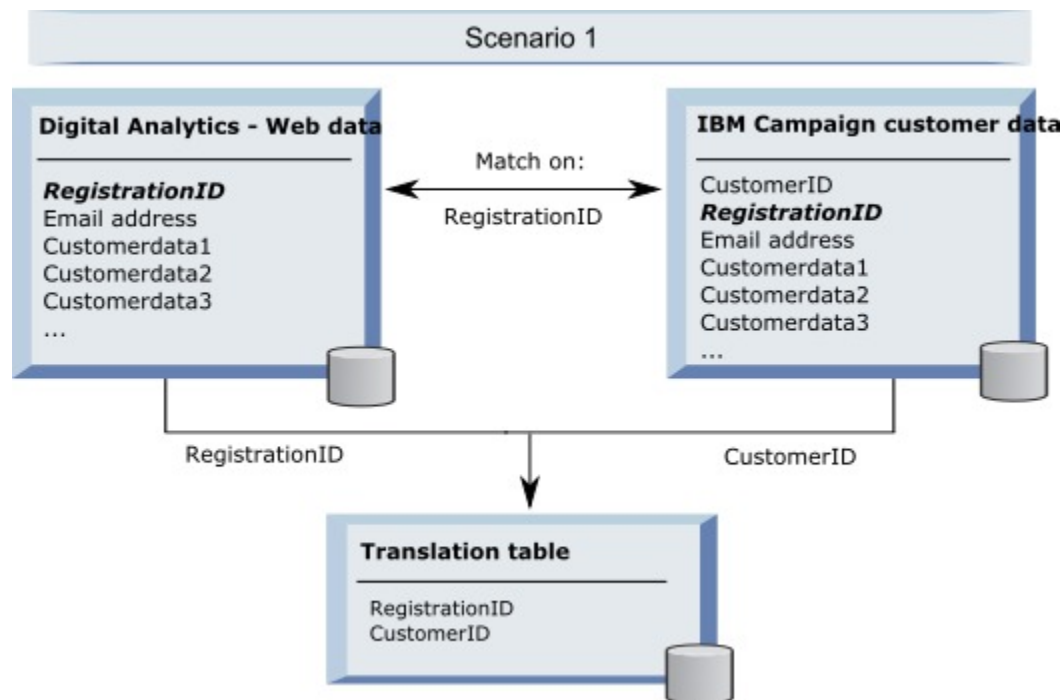 Scenario 1
Digital Analytics - Web data
RegistrationID
Email address
Customerdata1
Customerdata2
Customerdata3
...
Match on:
RegistrationID
IBM Campaign customer data
CustomerID
RegistrationID
Email address
Customerdata1
Customerdata2
Customerdata3
...
RegistrationID
CustomerID
Translation table
RegistrationID
CustomerID